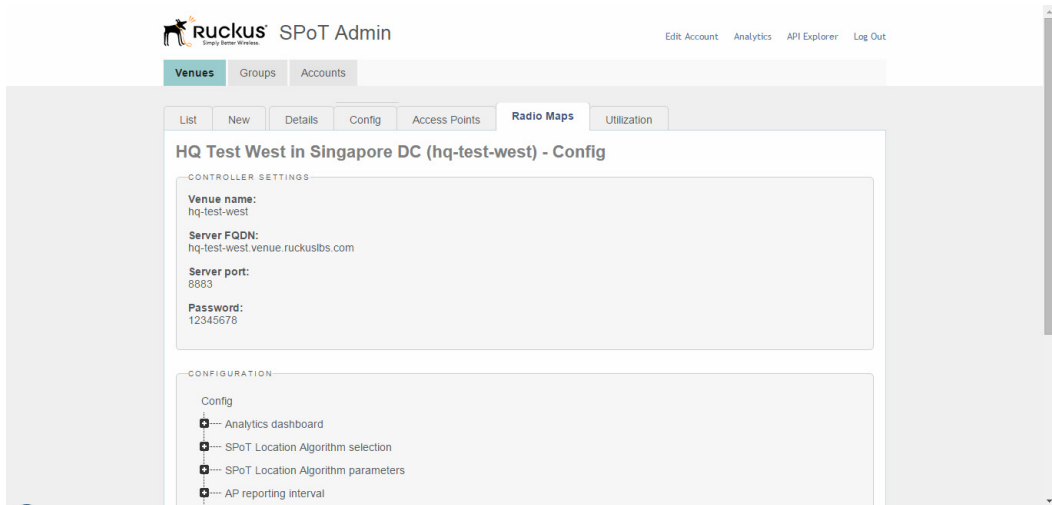 Ruckus SPoT Admin
Simply Better Wireless.
Edit Account Analytics API Explorer Log Out
Venues Groups Accounts
List New Details Config Access Points Radio Maps Utilization
HQ Test West in Singapore DC (hq-test-west) - Config
CONTROLLER SETTINGS
Venue name:
hq-test-west
Server FQDN:
hq-test-west.venue.ruckuslbs.com
Server port:
8883
Password:
12345678
CONFIGURATION
Config
Analytics dashboard
SPoT Location Algorithm selection
SPoT Location Algorithm parameters
AP reporting interval